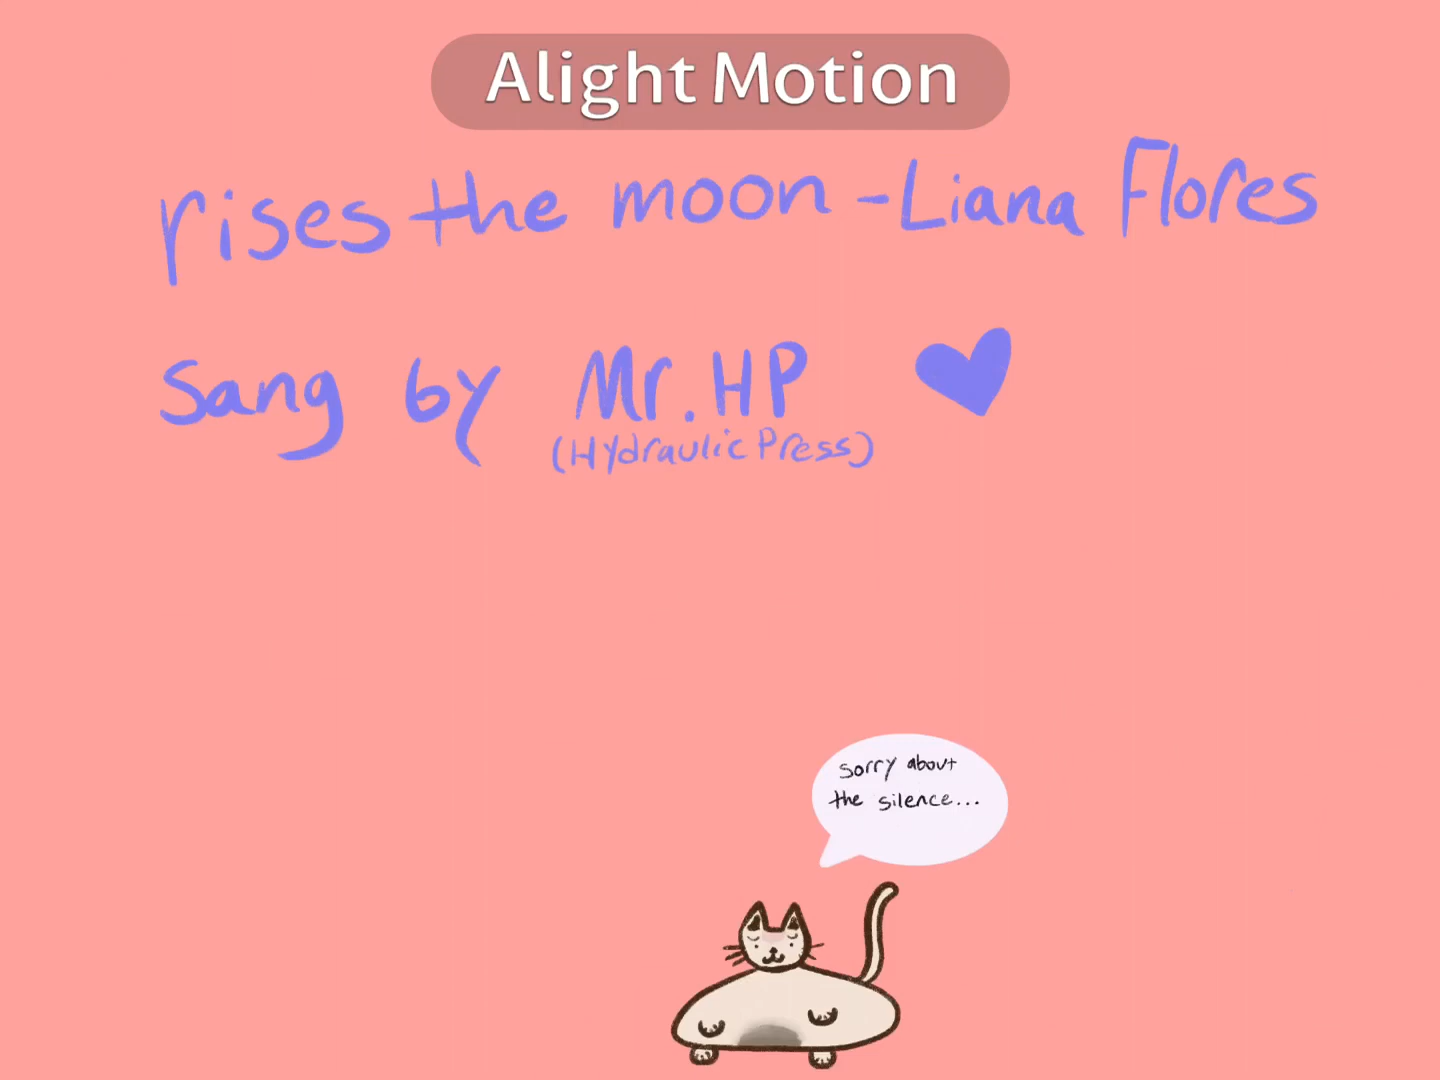 Alight Motion
rises the moon - Liana Flores
Sang by Mr. HP
(Hydraulic Press)
sorry about
the silence...